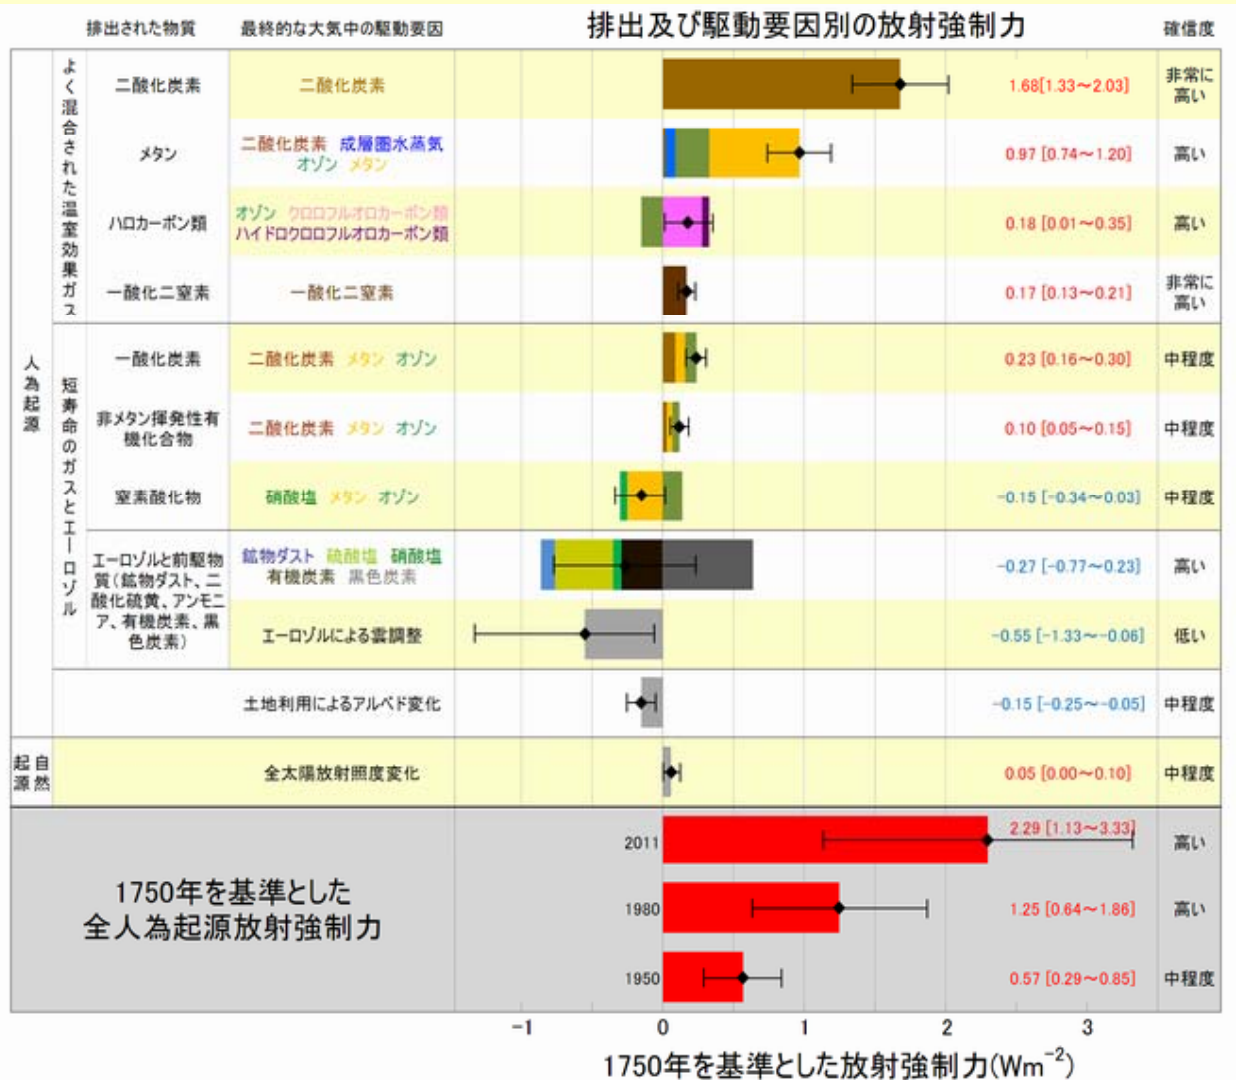 排出された物質 最終的な大気中の駆動要因 排出及び駆動要因別の放射強制力 確信度
人為起源
よく混合された温室効果ガス
二酸化炭素 二酸化炭素 1.68[1.33～2.03] 非常に
高い
メタン 二酸化炭素 成層圏水蒸気
オゾン メタン
0.97 [0.74～1.20] 高い
ハロカーボン類 オゾン クロロフルオロカーボン類
ハイドロクロロフルオロカーボン類
0.18 [0.01～0.35] 高い
一酸化二窒素 一酸化二窒素 0.17 [0.13～0.21] 非常に
高い
短寿命のガスとエーロゾル
一酸化炭素 二酸化炭素 メタン オゾン 0.23 [0.16～0.30] 中程度
非メタン揮発性有
機化合物
二酸化炭素 メタン オゾン 0.10 [0.05～0.15] 中程度
窒素酸化物 硝酸塩 メタン オゾン -0.15 [-0.34～0.03] 中程度
エーロゾルと前駆物
質(鉱物ダスト、二
酸化硫黄、アンモニ
ア、有機炭素、黒
色炭素)
鉱物ダスト 硫酸塩 硝酸塩
有機炭素 黒色炭素
-0.27 [-0.77～0.23] 高い
エーロゾルによる雲調整 -0.55 [-1.33～-0.06] 低い
土地利用によるアルベド変化 -0.15 [-0.25～-0.05] 中程度
自然
起源
全太陽放射照度変化 0.05 [0.00～0.10] 中程度
1750年を基準とした
全人為起源放射強制力
2011 2.29 [1.13～3.33] 高い
1980 1.25 [0.64～1.86] 高い
1950 0.57 [0.29～0.85] 中程度
-1 0 1 2 3
1750年を基準とした放射強制力(Wm⁻²)